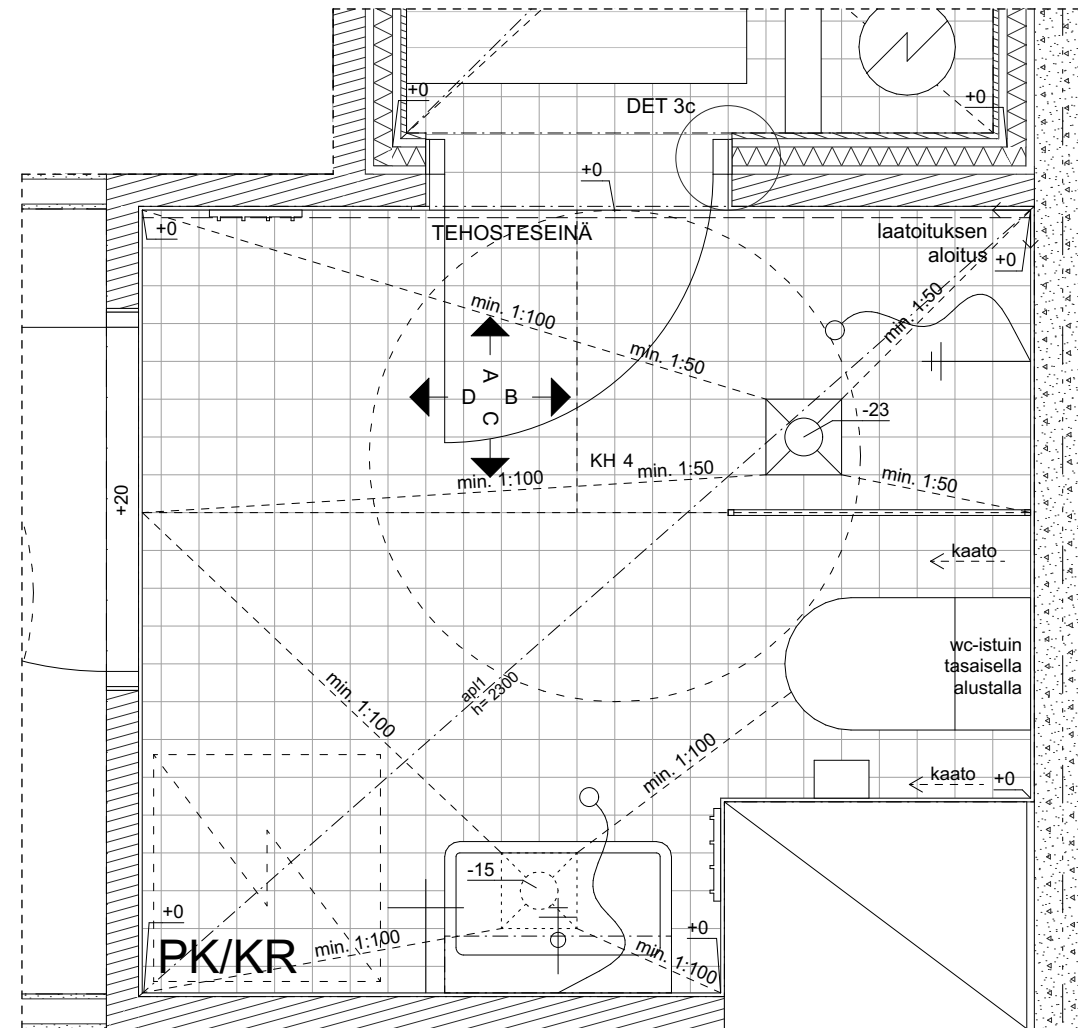 +0
DET 3c
+0
+0
+0
TEHOSTESEINÄ
laatoituksen
aloitus
+0
min. 1:100
min. 1:50
min. 1:50
A
D
B
C
-23
KH 4
min. 1:100
min. 1:50
min. 1:50
+20
kaato
wc-istuin
tasaisella
alustalla
apl1
h= 2300
min. 1:100
min. 1:100
kaato
+0
-15
+0
PK/KR
min. 1:100
+0
min. 1:100